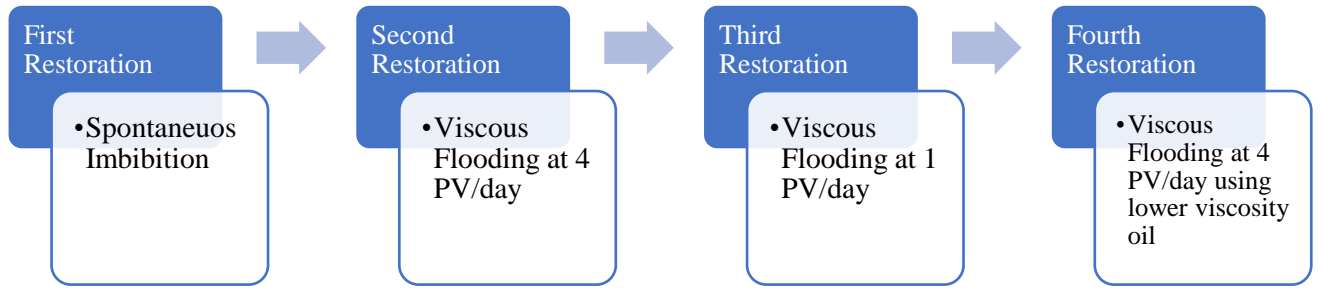 First
Restoration
•Spontaneuos
Imbibition
Second
Restoration
•Viscous
Flooding at 4
PV/day
Third
Restoration
•Viscous
Flooding at 1
PV/day
Fourth
Restoration
•Viscous
Flooding at 4
PV/day using
lower viscosity
oil